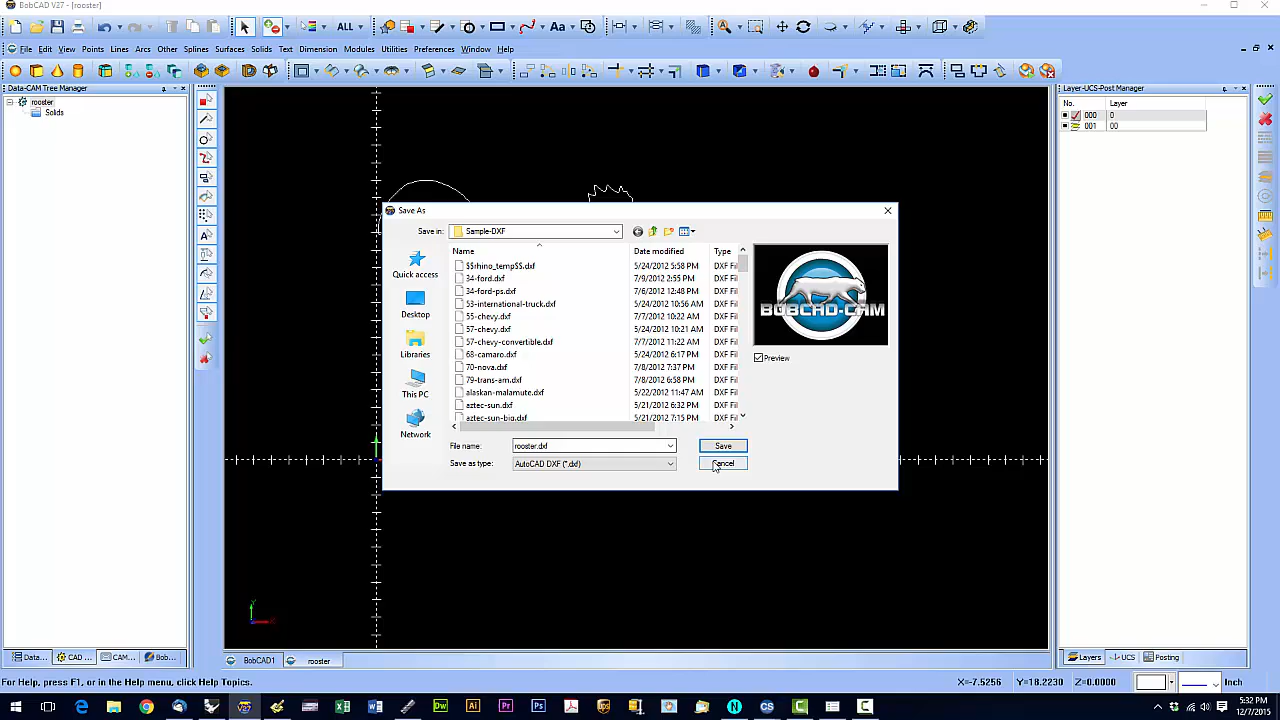 BobCAD V27 - [rooster]
ALL
Aa
File Edit View Points Lines Arcs Other Splines Surfaces Solids Text Dimension Modules Utilities Preferences Window Help
Data-CAM Tree Manager
rooster
Solids
Layer-UCS-Post Manager
No. Layer
000 0
001 00
Save As
Save in: Sample-DXF
Quick access
Desktop
Libraries
This PC
Network
Name Date modified Type
$$rhino_temp$$.dxf 5/24/2012 5:58 PM DXF Fil
34-ford.dxf 7/9/2012 2:55 PM DXF Fil
34-ford-ps.dxf 7/6/2012 12:48 PM DXF Fil
53-international-truck.dxf 5/24/2012 10:56 AM DXF Fil
55-chevy.dxf 7/7/2012 10:22 AM DXF Fil
57-chevy.dxf 5/24/2012 10:21 AM DXF Fil
57-chevy-convertible.dxf 7/7/2012 11:22 AM DXF Fil
68-camaro.dxf 5/24/2012 6:17 PM DXF Fil
70-nova.dxf 7/8/2012 7:37 PM DXF Fil
79-trans-am.dxf 7/8/2012 6:58 PM DXF Fil
alaskan-malamute.dxf 5/22/2012 11:47 AM DXF Fil
aztec-sun.dxf 5/21/2012 6:32 PM DXF Fil
aztec-sun-big.dxf 5/21/2012 7:15 PM DXF Fil
BOBCAD-CAM
Preview
File name: rooster.dxf Save
Save as type: AutoCAD DXF (*.dxf) Cancel
Y
X
Data... CAD ... CAM... Bob...
BobCAD1 rooster
Layers UCS Posting
For Help, press F1, or in the Help menu, click Help Topics.
X=-7.5256 Y=18.2230 Z=0.0000 Inch
V27 Dw Ai Pr Ps N CS
5:32 PM
12/7/2015